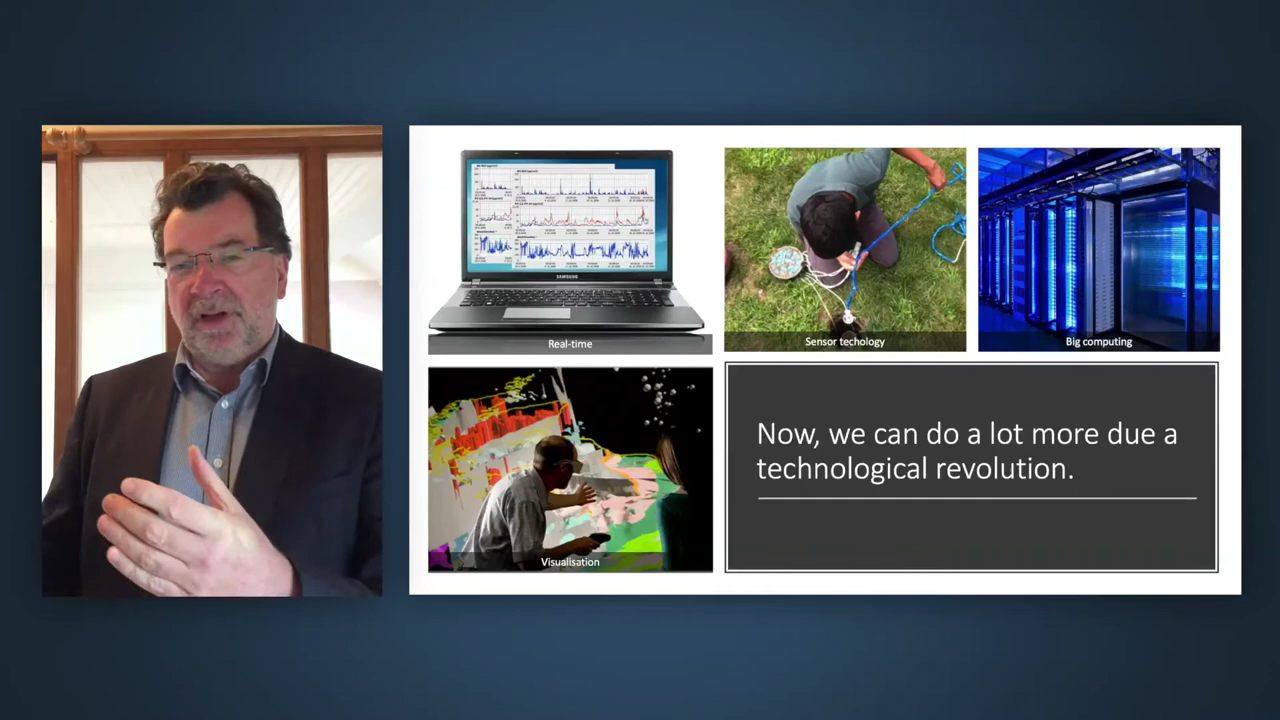 SAMSUNG
Real-time
Sensor techology
Big computing
Visualisation
Now, we can do a lot more due a
technological revolution.